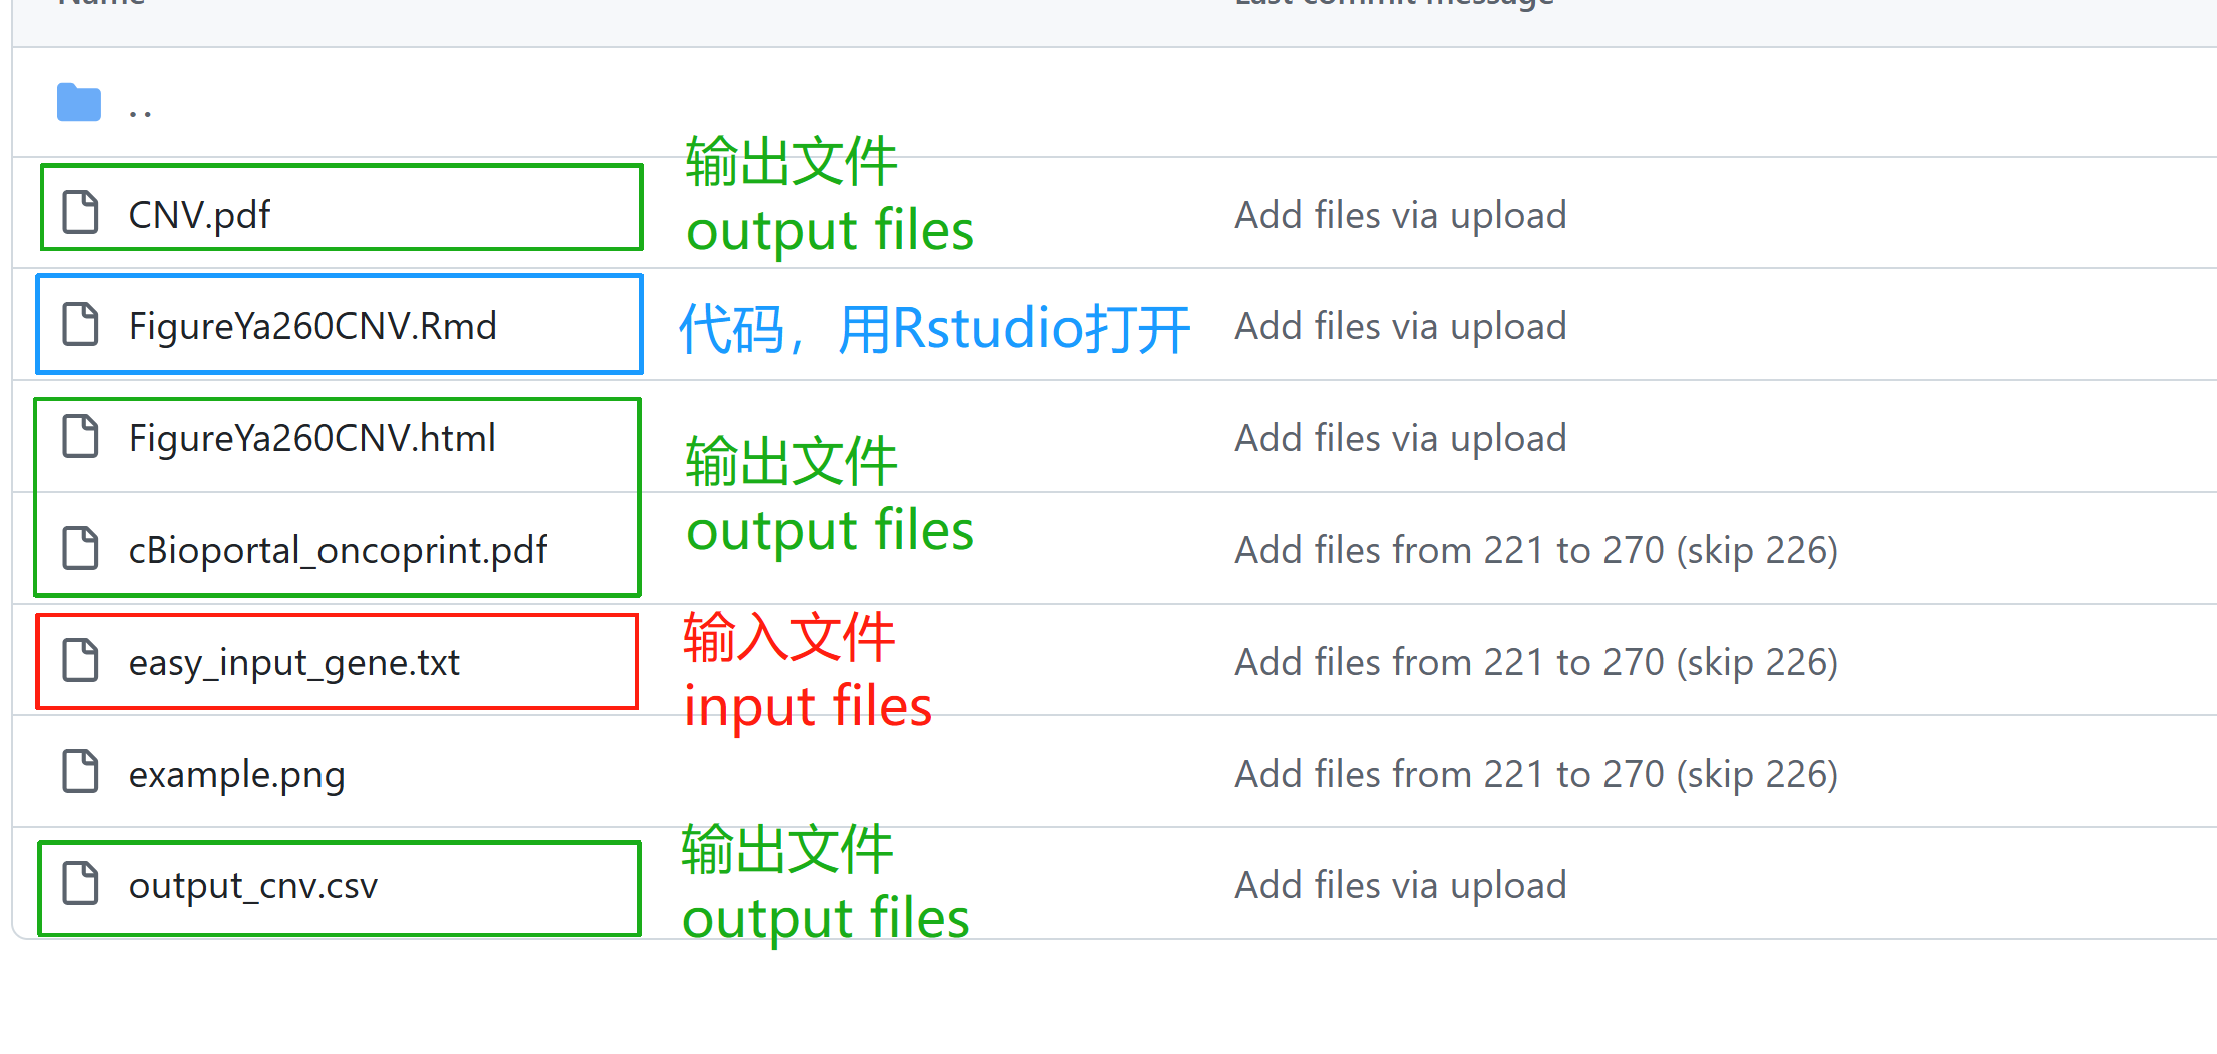 Name Last commit message
..
输出文件
CNV.pdf
output files
Add files via upload
FigureYa260CNV.Rmd
代码，用Rstudio打开
Add files via upload
FigureYa260CNV.html
Add files via upload
输出文件
output files
cBioportal_oncoprint.pdf
Add files from 221 to 270 (skip 226)
输入文件
easy_input_gene.txt
Add files from 221 to 270 (skip 226)
input files
example.png
Add files from 221 to 270 (skip 226)
输出文件
output_cnv.csv
Add files via upload
output files